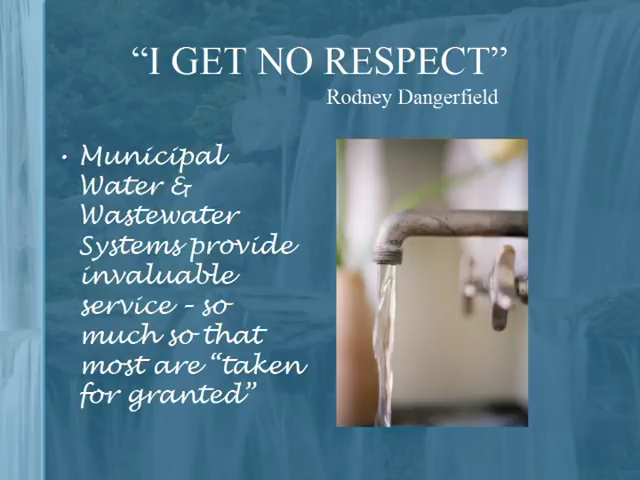 “I GET NO RESPECT”
Rodney Dangerfield
• Municipal
Water &
Wastewater
Systems provide
invaluable
service – so
much so that
most are “taken
for granted”